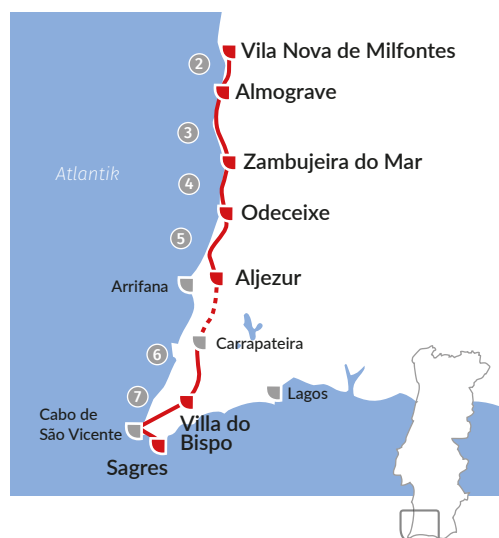 Vila Nova de Milfontes
2
Almograve
3
Zambujeira do Mar
Atlantik
4
Odeceixe
5
Aljezur
Arrifana
Carrapateira
6
7
Lagos
Cabo de
São Vicente
Villa do
Bispo
Sagres